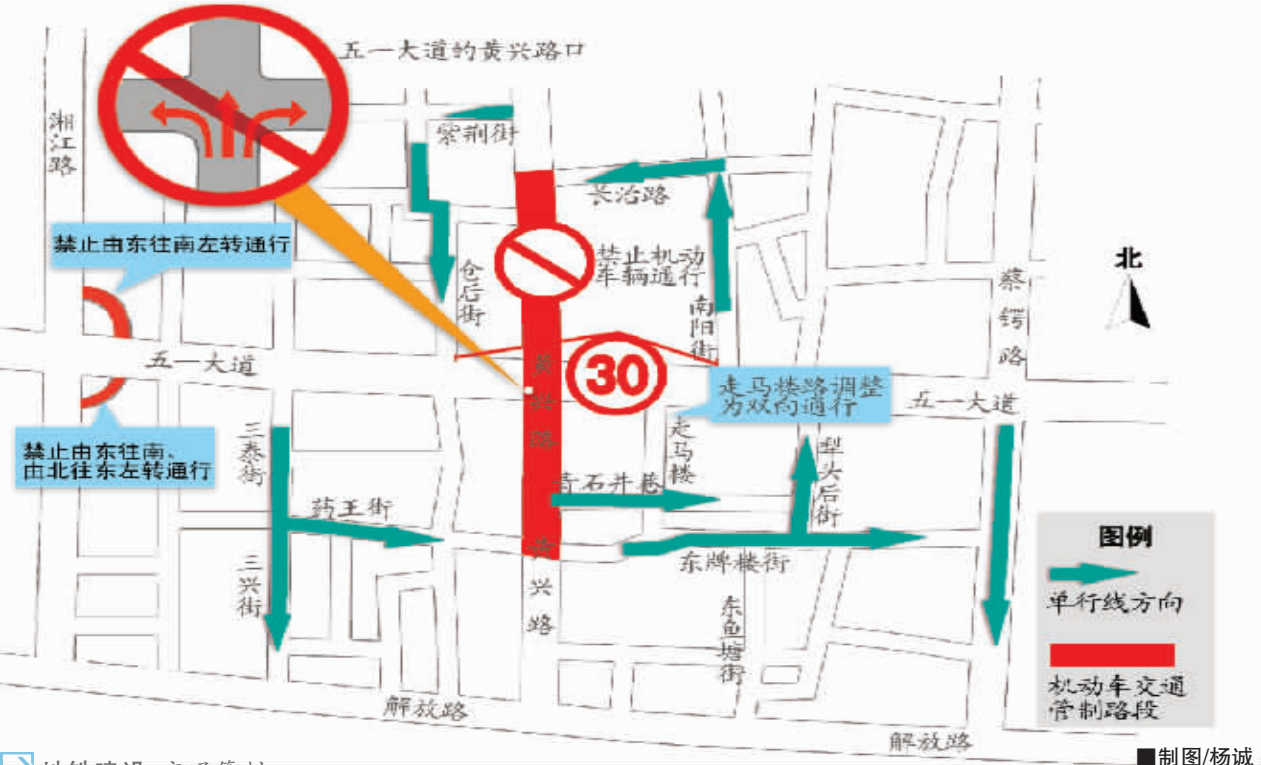 五一大道的黄兴路口
湘江路
紫荆街
长治路
禁止由东往南左转通行
禁止机动
车辆通行
仓后街
南阳街
北
蔡锷路
五一大道
黄兴路
30
走马楼路调整
为双向通行
五一大道
禁止由东往南、
由北往东左转通行
三泰街
走马楼
犁头后街
青石井巷
药王街
东牌楼街
三兴街
黄兴路
东鱼塘街
图例
单行线方向
机动车交通
管制路段
解放路
解放路
■制图/杨诚